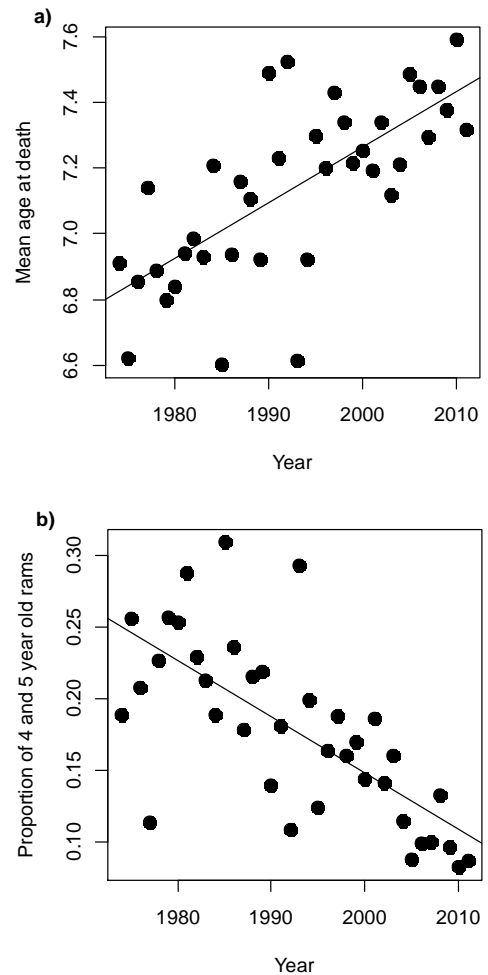 a)
Mean age at death
7.6
7.4
7.2
7.0
6.8
6.6
1980 1990 2000 2010
Year
b)
Proportion of 4 and 5 year old rams
0.30
0.25
0.20
0.15
0.10
1980 1990 2000 2010
Year